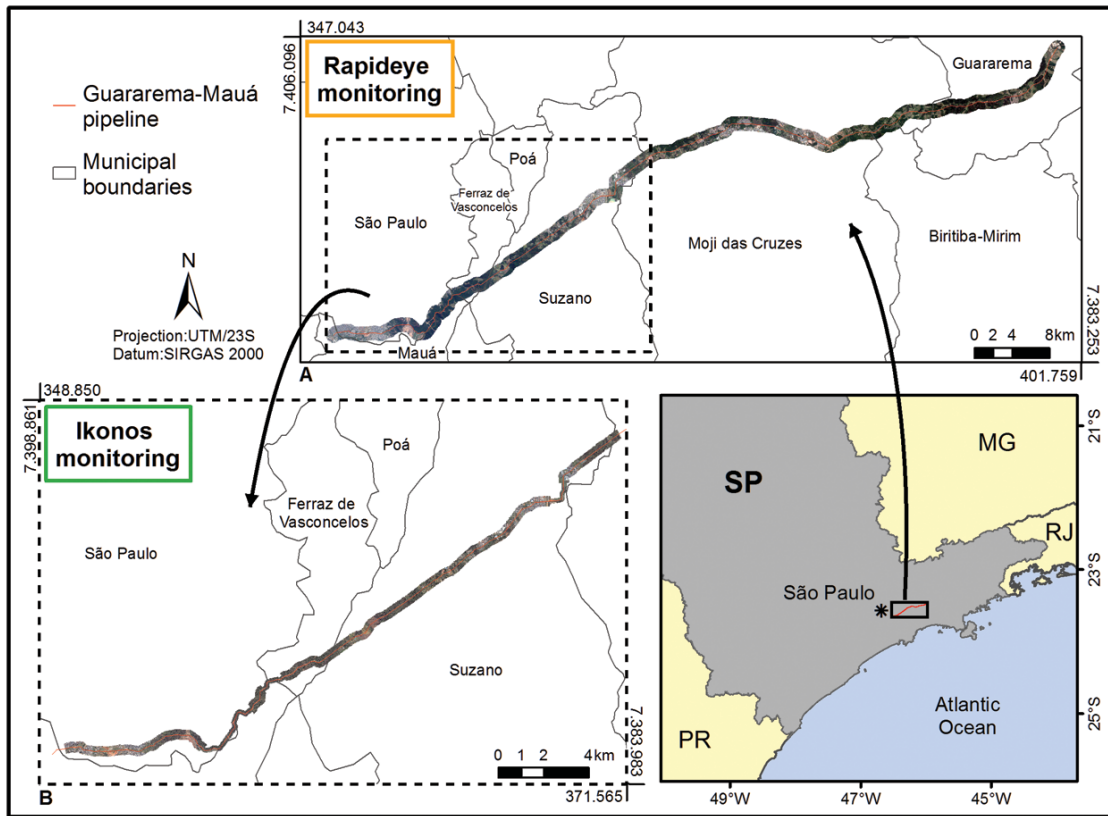 347.043
7.406.096
Rapideye
monitoring
Guararema-Mauá
pipeline
Municipal
boundaries
N
Projection:UTM/23S
Datum:SIRGAS 2000
Guararema
Poá
Ferraz de
Vasconcelos
São Paulo
Moji das Cruzes
Biritiba-Mirim
Suzano
Mauá
0 2 4 8km
7.383.253
A
401.759
348.850
7.398.861
Ikonos
monitoring
Poá
Ferraz de
Vasconcelos
São Paulo
Suzano
0 1 2 4km
7.383.983
B
371.565
MG
SP
RJ
São Paulo
Atlantic
Ocean
PR
21°S
23°S
25°S
49°W 47°W 45°W